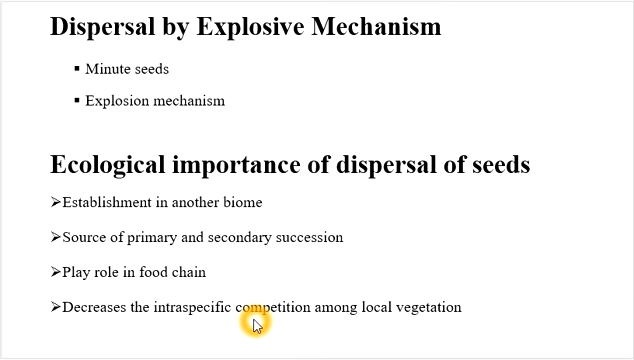 Dispersal by Explosive Mechanism
▪ Minute seeds
▪ Explosion mechanism
Ecological importance of dispersal of seeds
➢Establishment in another biome
➢Source of primary and secondary succession
➢Play role in food chain
➢Decreases the intraspecific competition among local vegetation